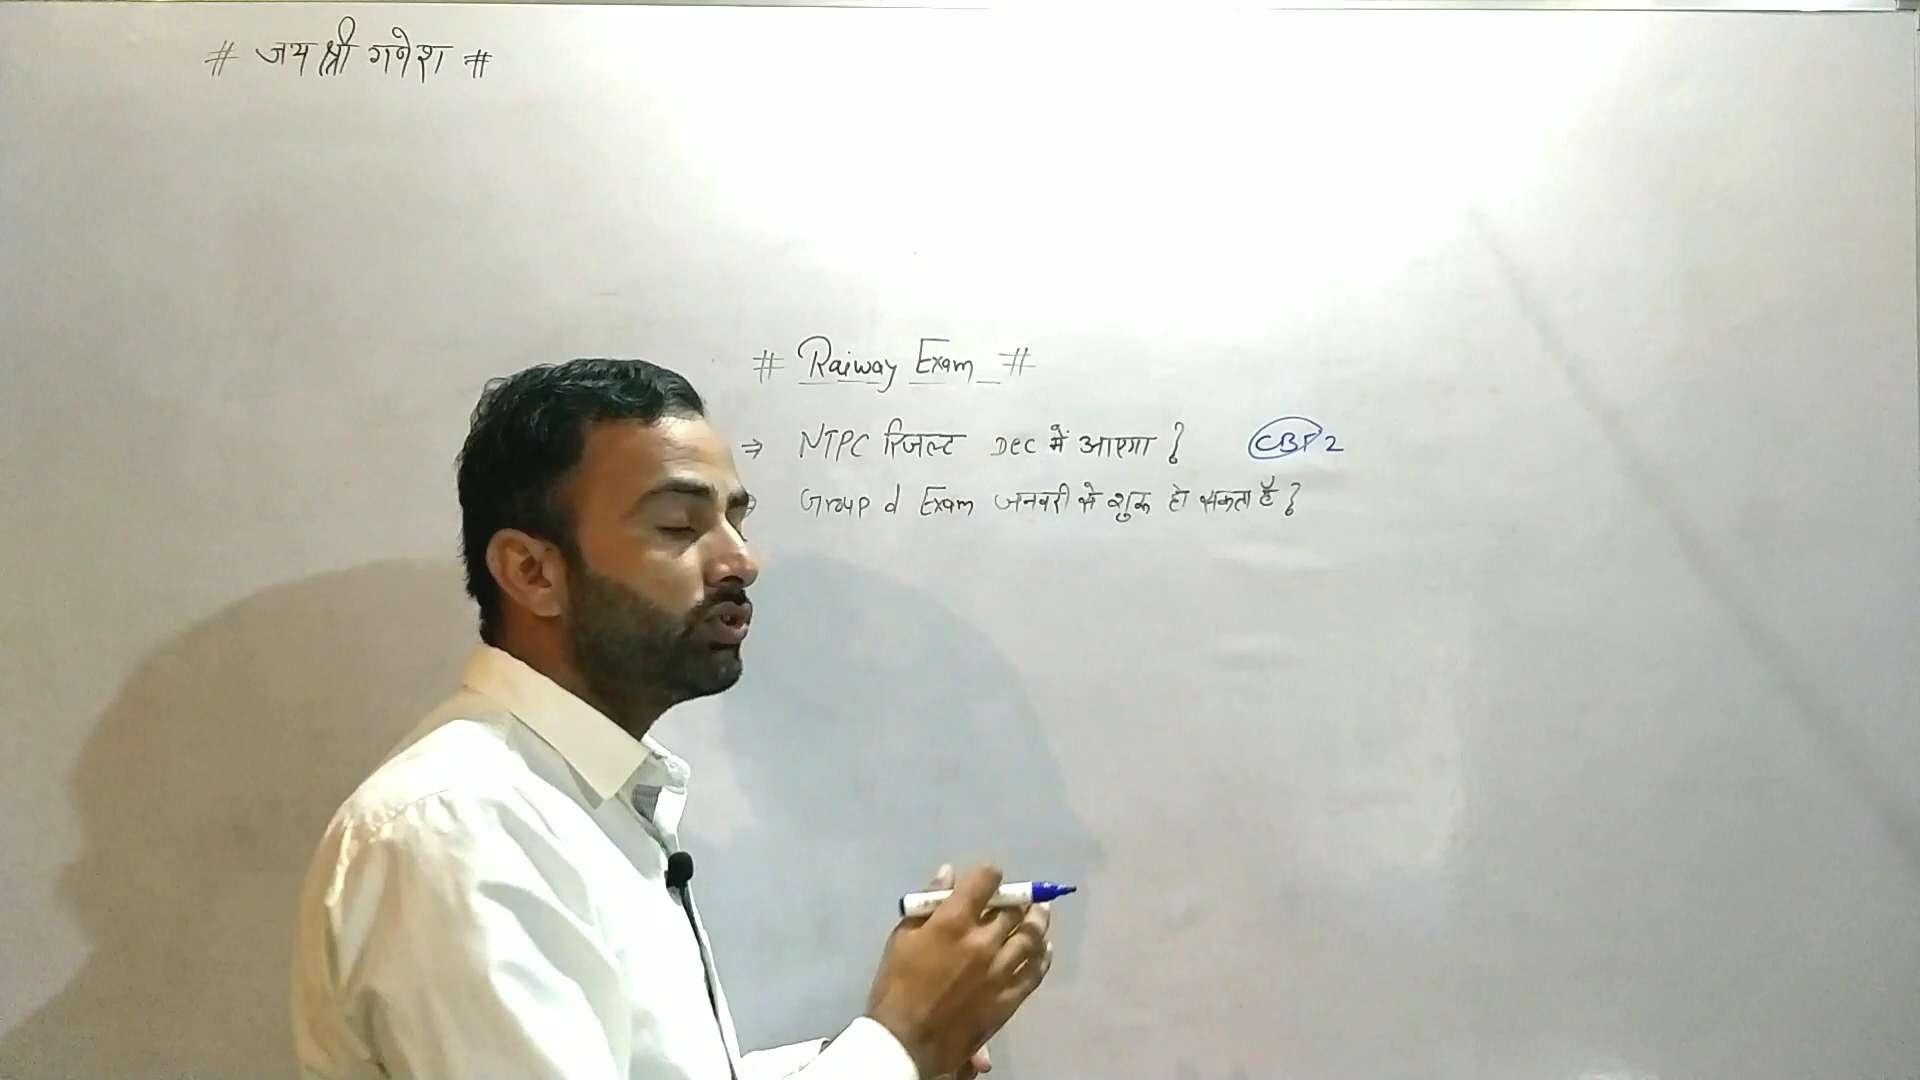 # जय श्री गणेश #
# Raiway Exam #
⇒ NTPC रिजल्ट Dec में आएगा ? CBT 2
⇒ Group d Exam जनवरी से शुरू हो सकता है ?